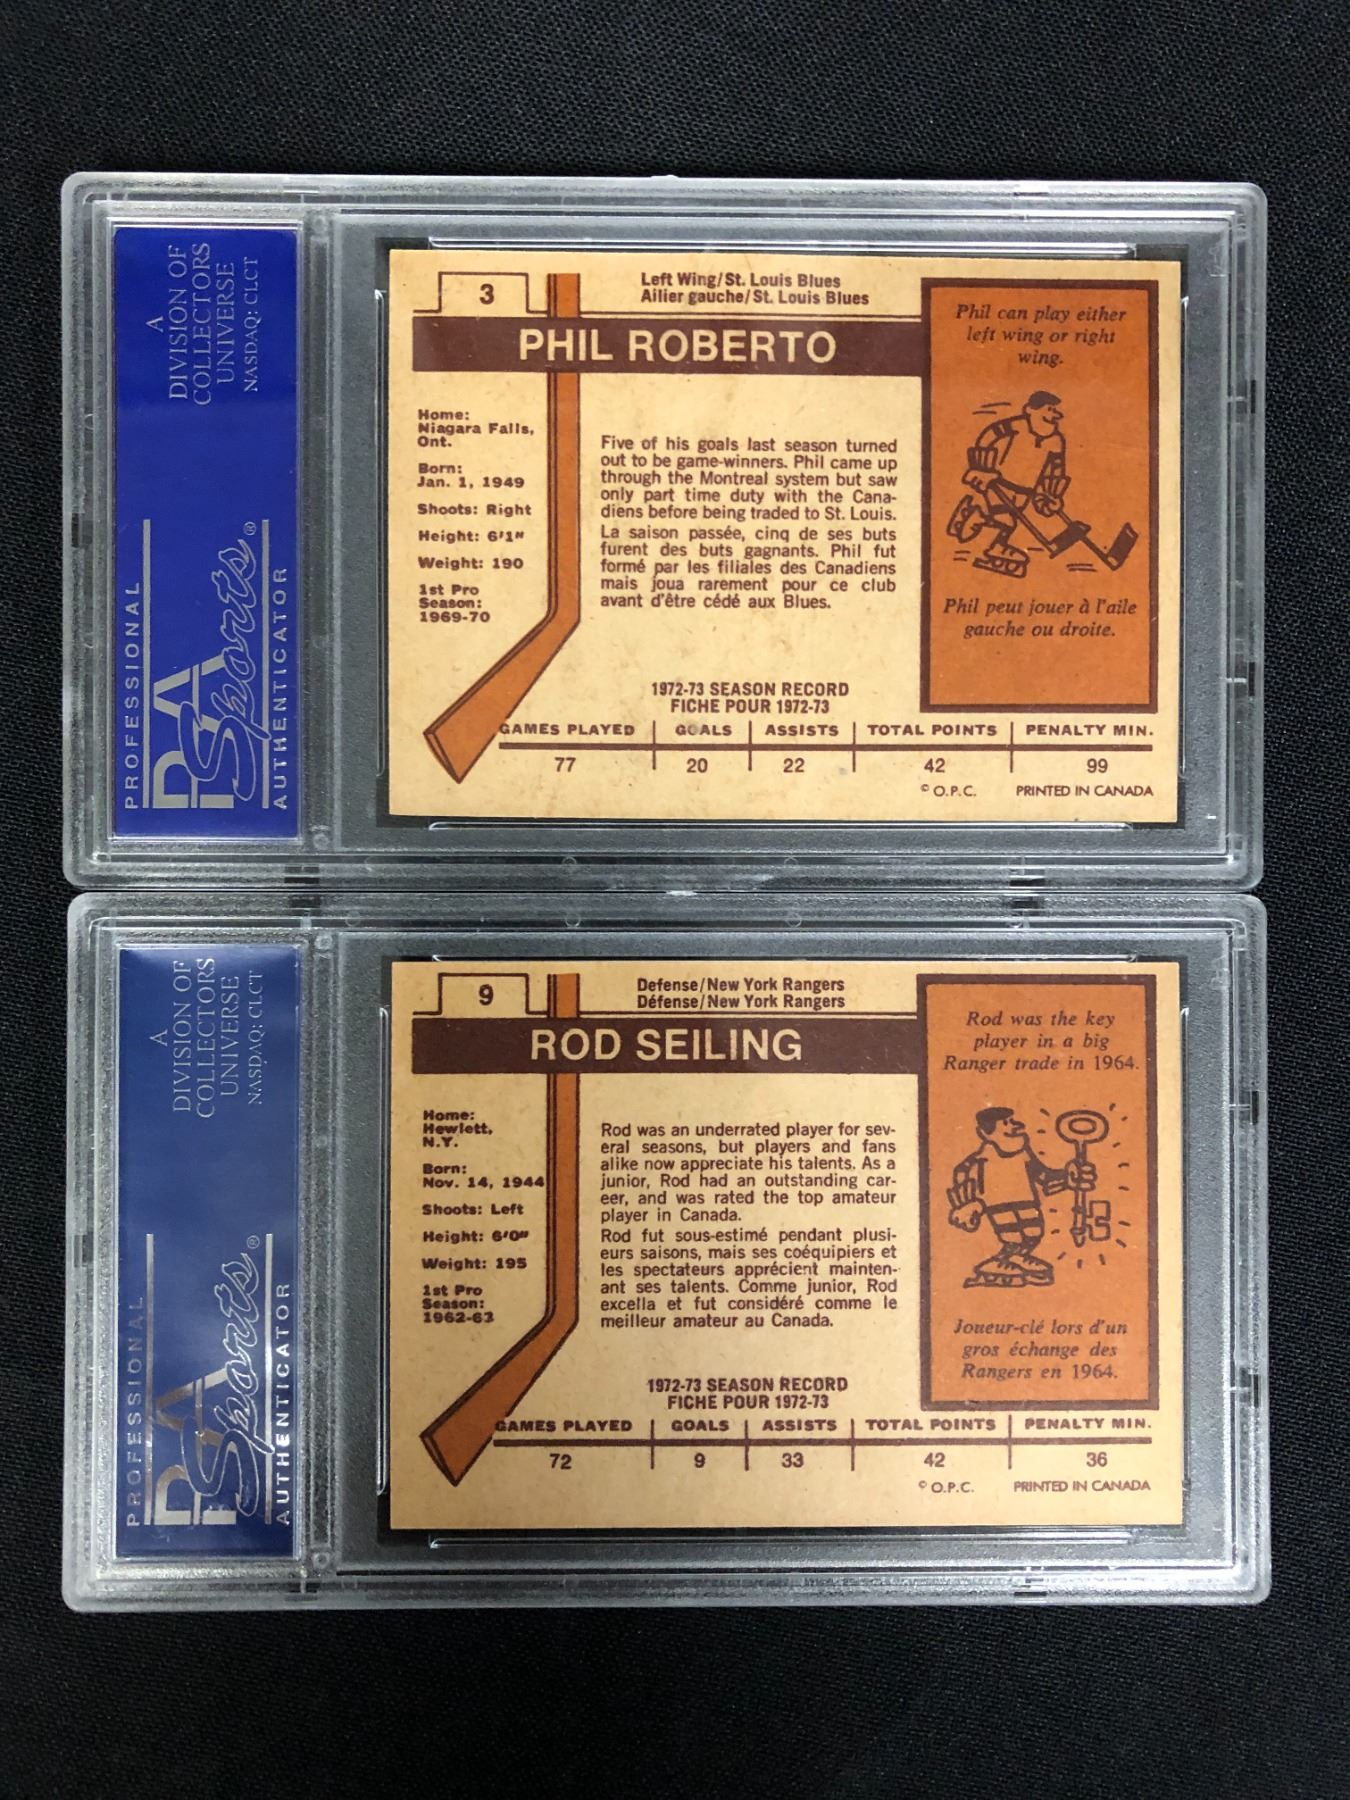 A
DIVISION OF
COLLECTORS
UNIVERSE
NASDAQ: CLCT
PROFESSIONAL
PSA
Sports®
AUTHENTICATOR
3
Left Wing/St. Louis Blues
Ailier gauche/St. Louis Blues
PHIL ROBERTO
Home:
Niagara Falls,
Ont.
Born:
Jan. 1, 1949
Shoots: Right
Height: 6'1"
Weight: 190
1st Pro
Season:
1969-70
Five of his goals last season turned
out to be game-winners. Phil came up
through the Montreal system but saw
only part time duty with the Cana-
diens before being traded to St. Louis.
La saison passée, cinq de ses buts
furent des buts gagnants. Phil fut
formé par les filiales des Canadiens
mais joua rarement pour ce club
avant d'être cédé aux Blues.
Phil can play either
left wing or right
wing.
Phil peut jouer à l'aile
gauche ou droite.
1972-73 SEASON RECORD
FICHE POUR 1972-73
GAMES PLAYED GOALS ASSISTS TOTAL POINTS PENALTY MIN.
77 20 22 42 99
© O.P.C. PRINTED IN CANADA
A
DIVISION OF
COLLECTORS
UNIVERSE
NASDAQ: CLCT
PROFESSIONAL
PSA
Sports®
AUTHENTICATOR
9
Defense/New York Rangers
Défense/New York Rangers
ROD SEILING
Home:
Hewlett,
N.Y.
Born:
Nov. 14, 1944
Shoots: Left
Height: 6'0"
Weight: 195
1st Pro
Season:
1962-63
Rod was an underrated player for sev-
eral seasons, but players and fans
alike now appreciate his talents. As a
junior, Rod had an outstanding car-
eer, and was rated the top amateur
player in Canada.
Rod fut sous-estimé pendant plusi-
eurs saisons, mais ses coéquipiers et
les spectateurs apprécient mainten-
ant ses talents. Comme junior, Rod
excella et fut considéré comme le
meilleur amateur au Canada.
Rod was the key
player in a big
Ranger trade in 1964.
Joueur-clé lors d'un
gros échange des
Rangers en 1964.
1972-73 SEASON RECORD
FICHE POUR 1972-73
GAMES PLAYED GOALS ASSISTS TOTAL POINTS PENALTY MIN.
72 9 33 42 36
© O.P.C. PRINTED IN CANADA